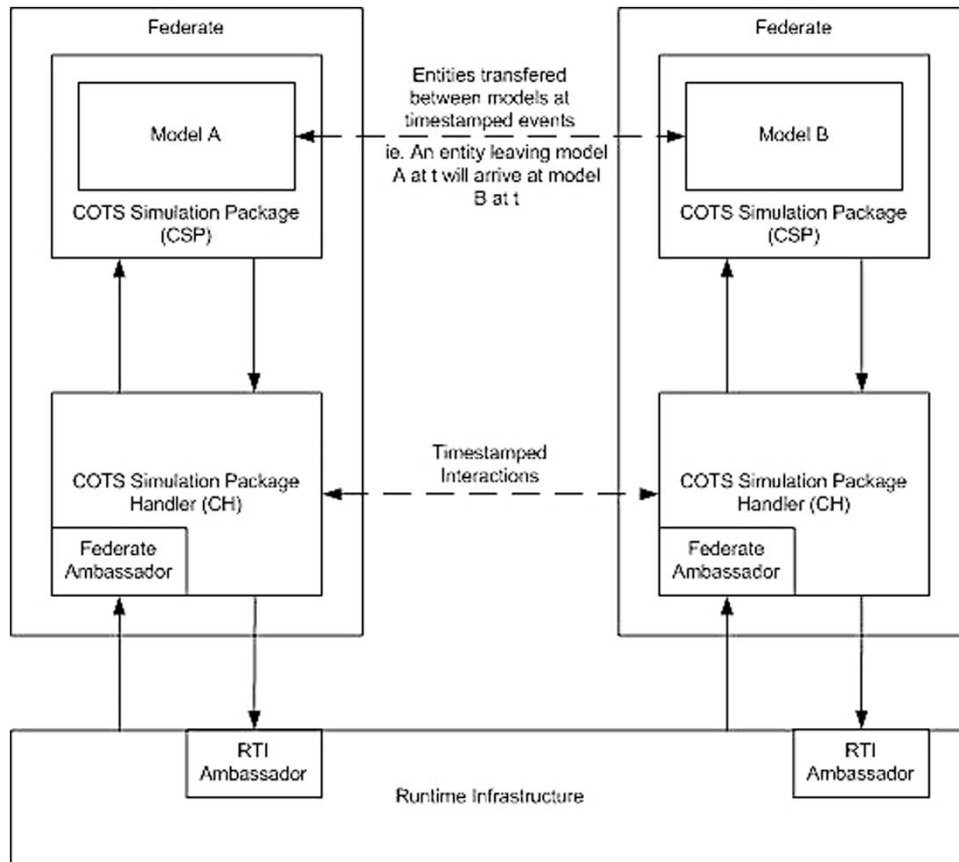 Federate
Federate
Model A
Entities transfered
between models at
timestamped events
ie. An entity leaving model
A at t will arrive at model
B at t
Model B
COTS Simulation Package
(CSP)
COTS Simulation Package
(CSP)
COTS Simulation Package
Handler (CH)
Timestamped
Interactions
COTS Simulation Package
Handler (CH)
Federate
Ambassador
Federate
Ambassador
RTI
Ambassador
RTI
Ambassador
Runtime Infrastructure